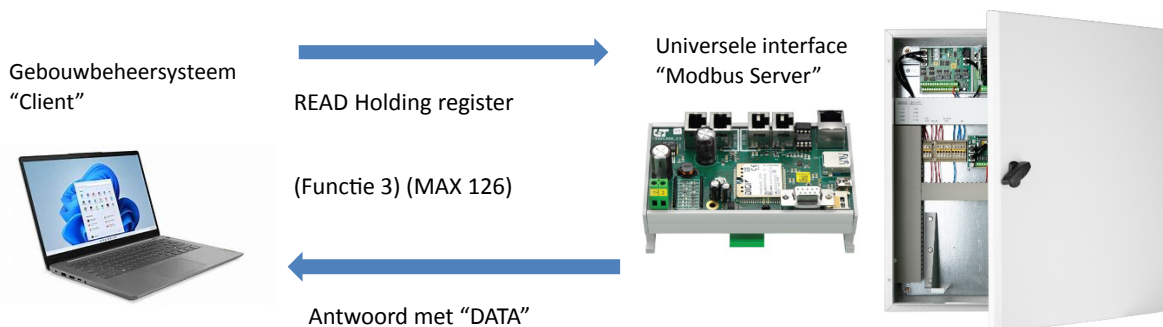 Gebouwbeheersysteem
“Client”
READ Holding register
(Functie 3) (MAX 126)
Antwoord met “DATA”
Universele interface
“Modbus Server”